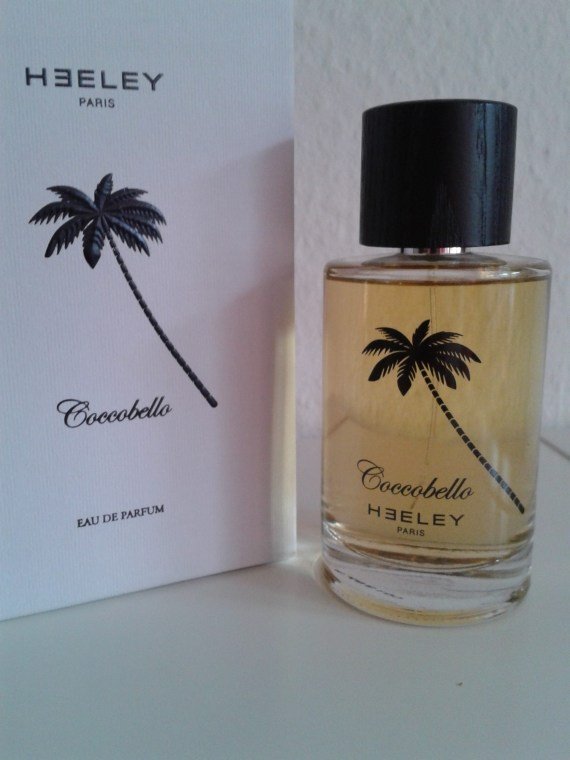 HEELEY
PARIS
Coccobello
EAU DE PARFUM
Coccobello
HEELEY
PARIS